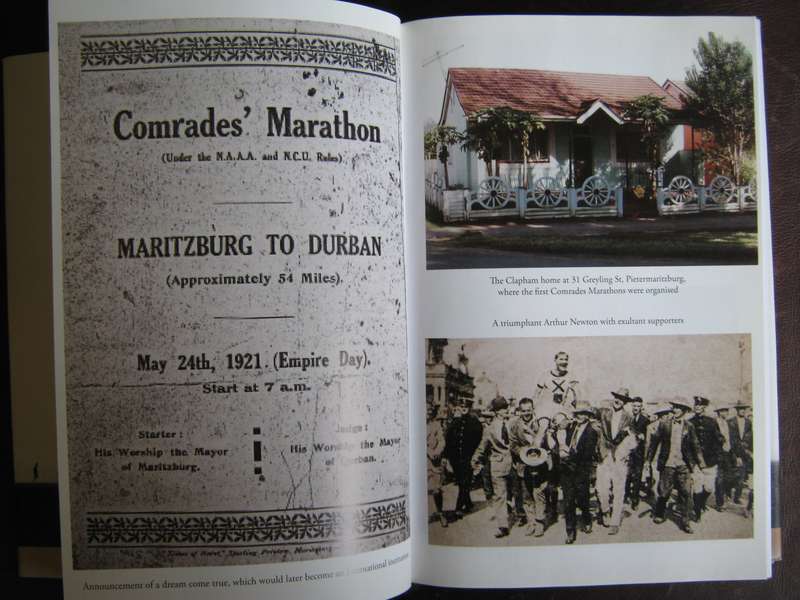 Comrades' Marathon
(Under the N.A.A.A. and N.C.U. Rules).
MARITZBURG TO DURBAN
(Approximately 54 Miles).
May 24th, 1921 (Empire Day).
Start at 7 a.m.
Starter:
His Worship the Mayor
of Maritzburg.
Judge:
His Worship the Mayor
of Durban.
Announcement of a dream come true, which would later become an international institution
The Clapham home at 31 Greyling St, Pietermaritzburg,
where the first Comrades Marathons were organised
A triumphant Arthur Newton with exultant supporters